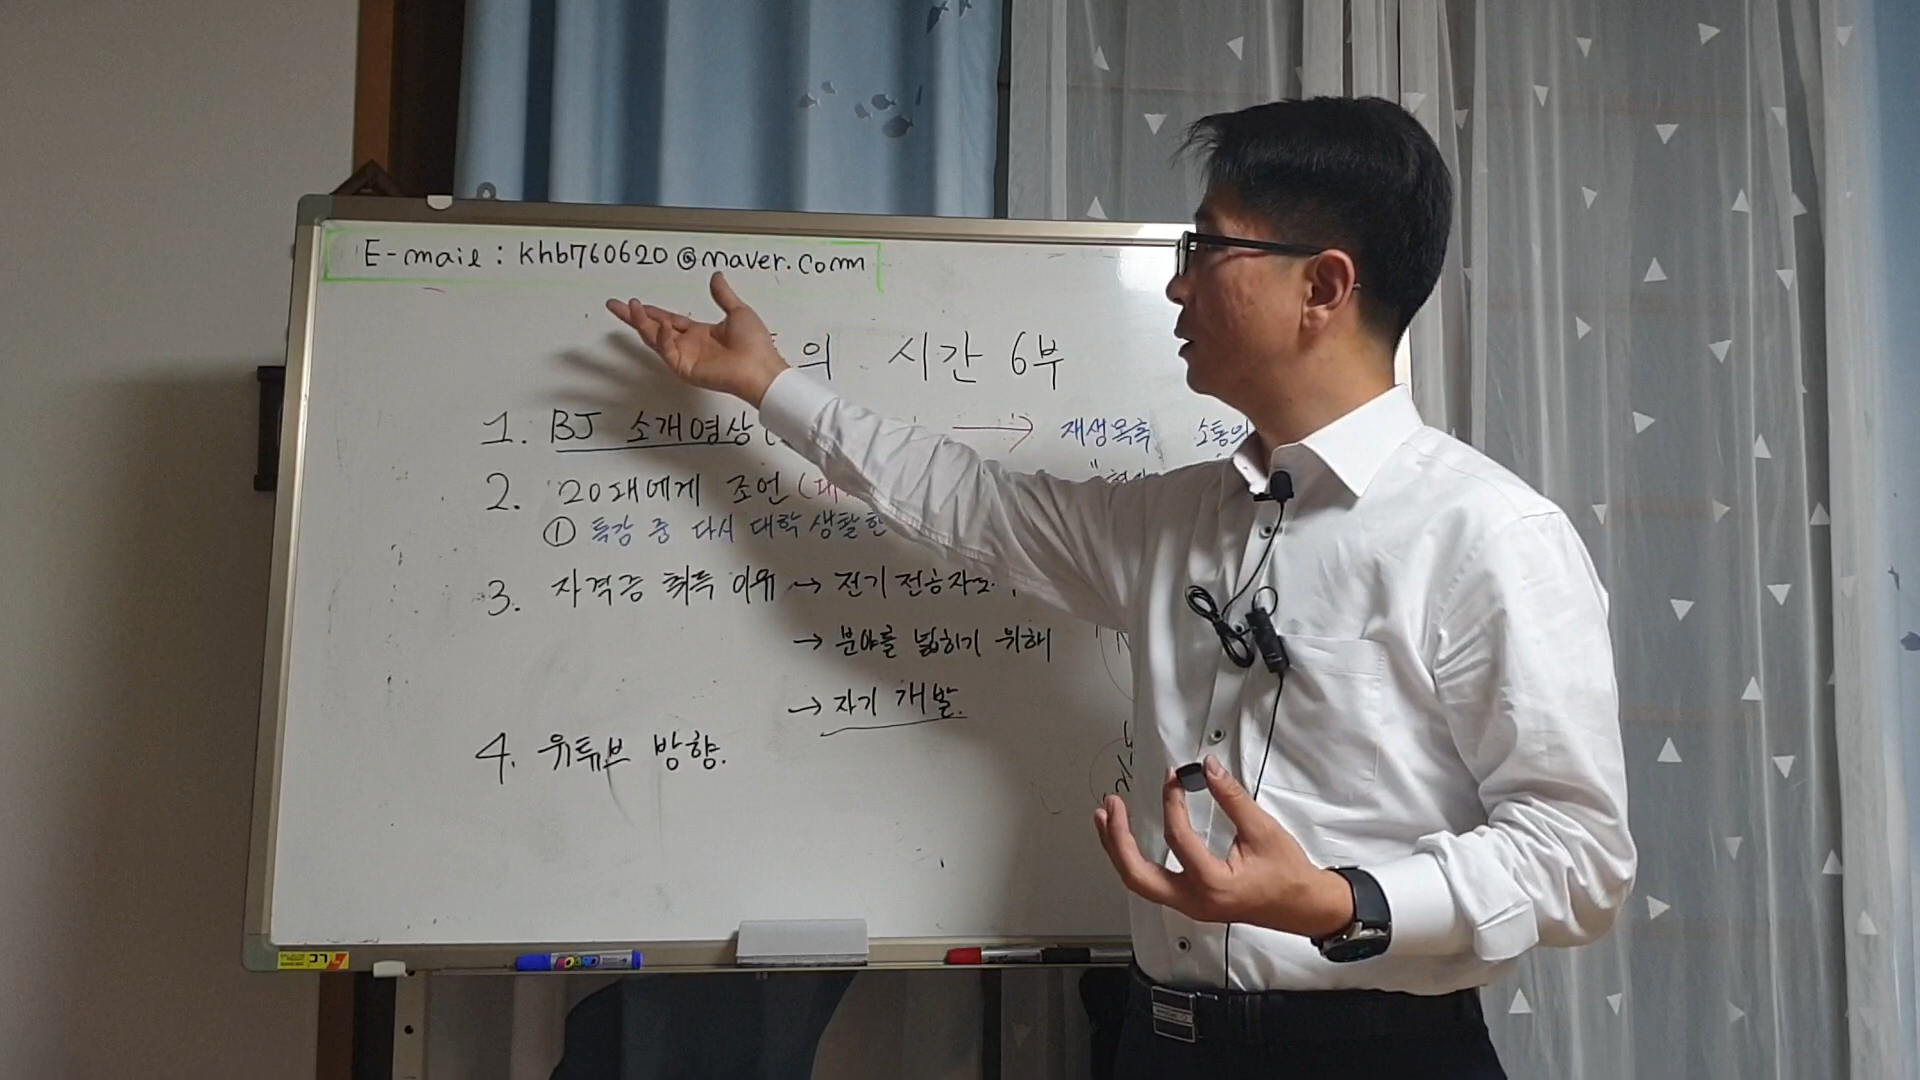 E-mail : khb760620@naver.com
의 시간 6부
1. BJ 소개영상 → 재생목록 소통의
2. 20대에게 조언
① 특강 중 다시 대학 생활한
3. 자격증 취득 이유 → 전기전공자로
→ 분야를 넓히기 위해
→ 자기 개발.
4. 유튜브 방향.